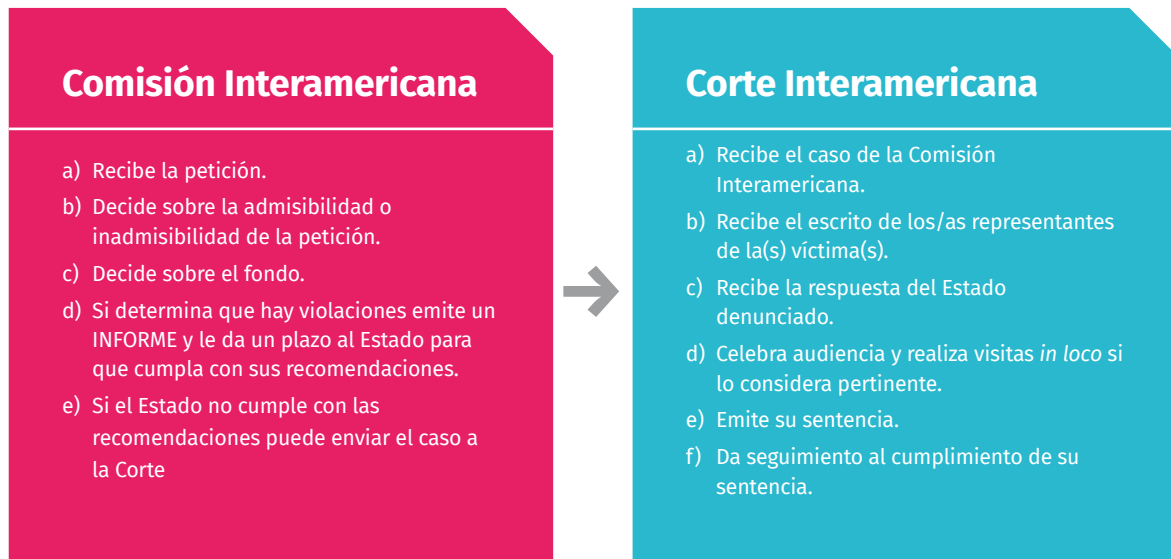 Comisión Interamericana
a) Recibe la petición.
b) Decide sobre la admisibilidad o
inadmisibilidad de la petición.
c) Decide sobre el fondo.
d) Si determina que hay violaciones emite un
INFORME y le da un plazo al Estado para
que cumpla con sus recomendaciones.
e) Si el Estado no cumple con las
recomendaciones puede enviar el caso a
la Corte
Corte Interamericana
a) Recibe el caso de la Comisión
Interamericana.
b) Recibe el escrito de los/as representantes
de la(s) víctima(s).
c) Recibe la respuesta del Estado
denunciado.
d) Celebra audiencia y realiza visitas in loco si
lo considera pertinente.
e) Emite su sentencia.
f) Da seguimiento al cumplimiento de su
sentencia.